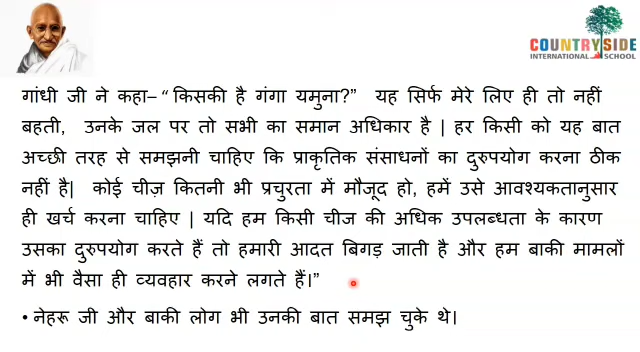 COUNTRYSIDE
INTERNATIONAL SCHOOL
गांधी जी ने कहा– “किसकी है गंगा यमुना?” यह सिर्फ मेरे लिए ही तो नहीं
बहती, उनके जल पर तो सभी का समान अधिकार है | हर किसी को यह बात
अच्छी तरह से समझनी चाहिए कि प्राकृतिक संसाधनों का दुरुपयोग करना ठीक
नहीं है| कोई चीज़ कितनी भी प्रचुरता में मौजूद हो, हमें उसे आवश्यकतानुसार
ही खर्च करना चाहिए | यदि हम किसी चीज की अधिक उपलब्धता के कारण
उसका दुरुपयोग करते हैं तो हमारी आदत बिगड़ जाती है और हम बाकी मामलों
में भी वैसा ही व्यवहार करने लगते हैं।”
• नेहरू जी और बाकी लोग भी उनकी बात समझ चुके थे।